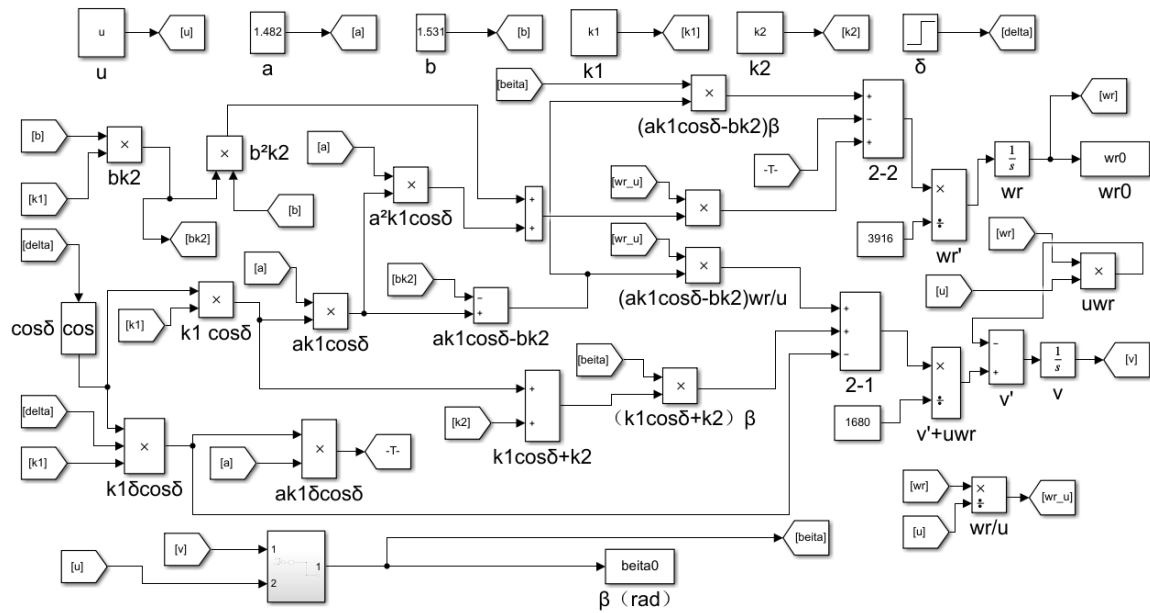 u [u] 1.482 [a] 1.531 [b] k1 [k1] k2 [k2] [delta]
u a b k1 k2 δ
[beita] × + - + [wr]
(ak1cosδ-bk2)β
[b] × × [a]
[k1] bk2 b²k2
× -T- 2-2 1/s wr0
a²k1cosδ [wr_u] × wr wr0
[b] + +
[bk2] [wr_u] 3916 × ÷ [wr]
[delta] wr'
[a] [bk2] - + × [u] × uwr
(ak1cosδ-bk2)wr/u
cosδ cos [k1] × ×
k1 cosδ ak1cosδ ak1cosδ-bk2
+ + - 2-1
[beita] × - + 1/s [v]
v' v
(k1cosδ+k2)β 1680 × ÷
v'+uwr
[delta] [k2] + +
k1cosδ+k2
[k1] × [a] × -T-
k1δcosδ ak1δcosδ
[wr] × ÷ [wr_u]
[u] wr/u
[v] 1 [beita]
[u] 2 1 beita0
β（rad）